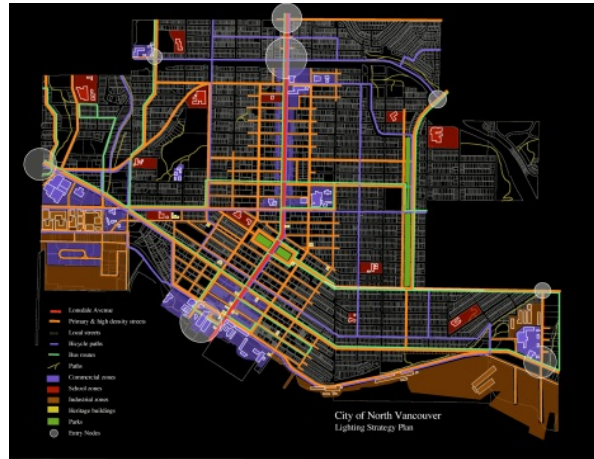 Lonsdale Avenue
Primary & high density streets
Local streets
Bicycle paths
Bus routes
Paths
Commercial zones
School zones
Industrial zones
Heritage buildings
Parks
Entry Nodes
City of North Vancouver
Lighting Strategy Plan